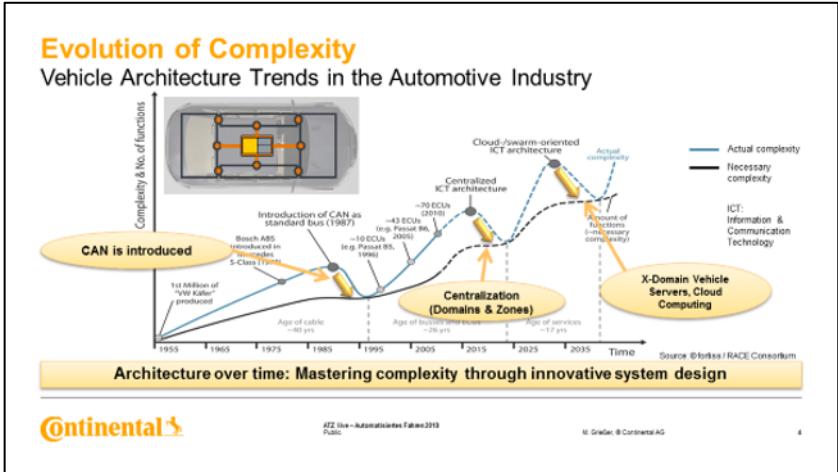 Evolution of Complexity
Vehicle Architecture Trends in the Automotive Industry
Complexity & No. of functions
Cloud-/swarm-oriented
ICT architecture
Actual
complexity
Centralized
ICT architecture
~70 ECUs
(2010)
Introduction of CAN as
standard bus (1987)
~43 ECUs
(e.g. Passat B6,
2005)
~10 ECUs
(e.g. Passat B5,
1996)
Bosch ABS
introduced in
Mercedes
S-Class
CAN is introduced
1st Million of
"VW Käfer"
produced
Amount of
functions
(~necessary
complexity)
Centralization
(Domains & Zones)
X-Domain Vehicle
Servers, Cloud
Computing
Actual complexity
Necessary
complexity
ICT:
Information &
Communication
Technology
Age of cable
~40 yrs
Age of busses and
~26 yrs
Age of services
~17 yrs
1955 1965 1975 1985 1995 2005 2015 2025 2035 Time
Source: © fortiss / RACE Consortium
Architecture over time: Mastering complexity through innovative system design
Continental
ATZ live – Automatisiertes Fahren 2019
Public
M. Grießer, © Continental AG
4